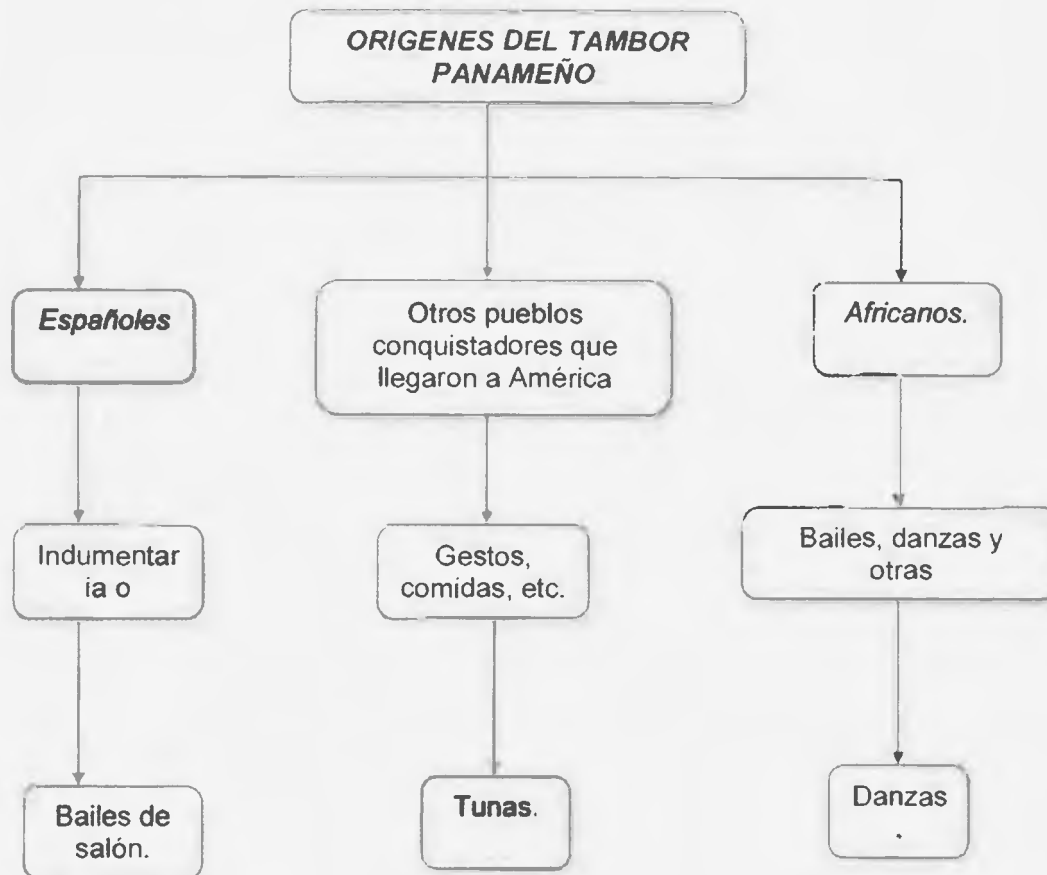 ORIGENES DEL TAMBOR
PANAMEÑO
Españoles
Otros pueblos
conquistadores que
llegaron a América
Africanos.
Indumentar
ia o
Gestos,
comidas, etc.
Bailes, danzas y
otras
Bailes de
salón.
Tunas.
Danzas
.